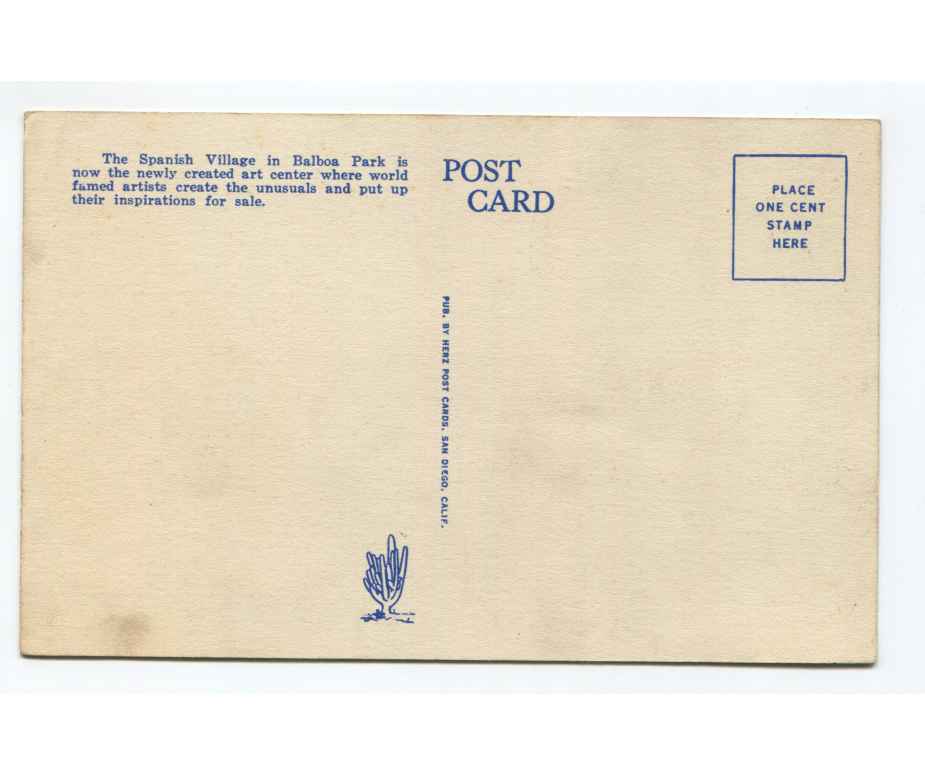 The Spanish Village in Balboa Park is
now the newly created art center where world
famed artists create the unusuals and put up
their inspirations for sale.
POST
CARD
PLACE
ONE CENT
STAMP
HERE
PUB. BY HERZ POST CARDS, SAN DIEGO, CALIF.